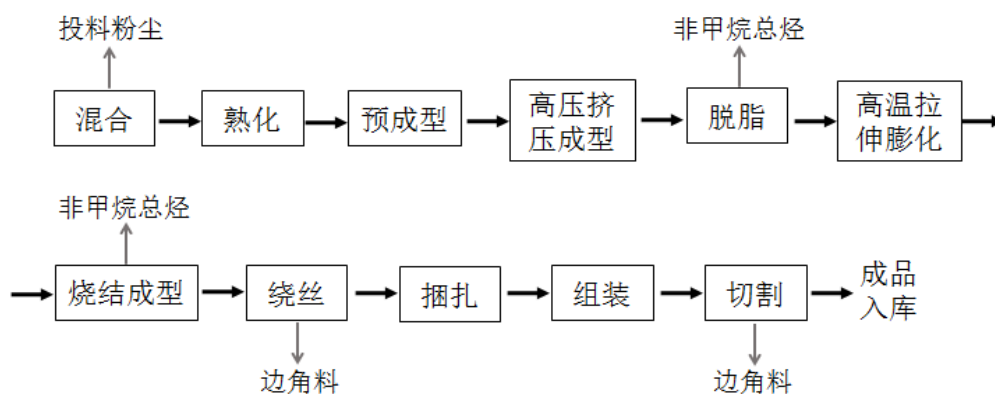 投料粉尘
非甲烷总烃
混合
熟化
预成型
高压挤
压成型
脱脂
高温拉
伸膨化
非甲烷总烃
烧结成型
绕丝
捆扎
组装
切割
成品
入库
边角料
边角料